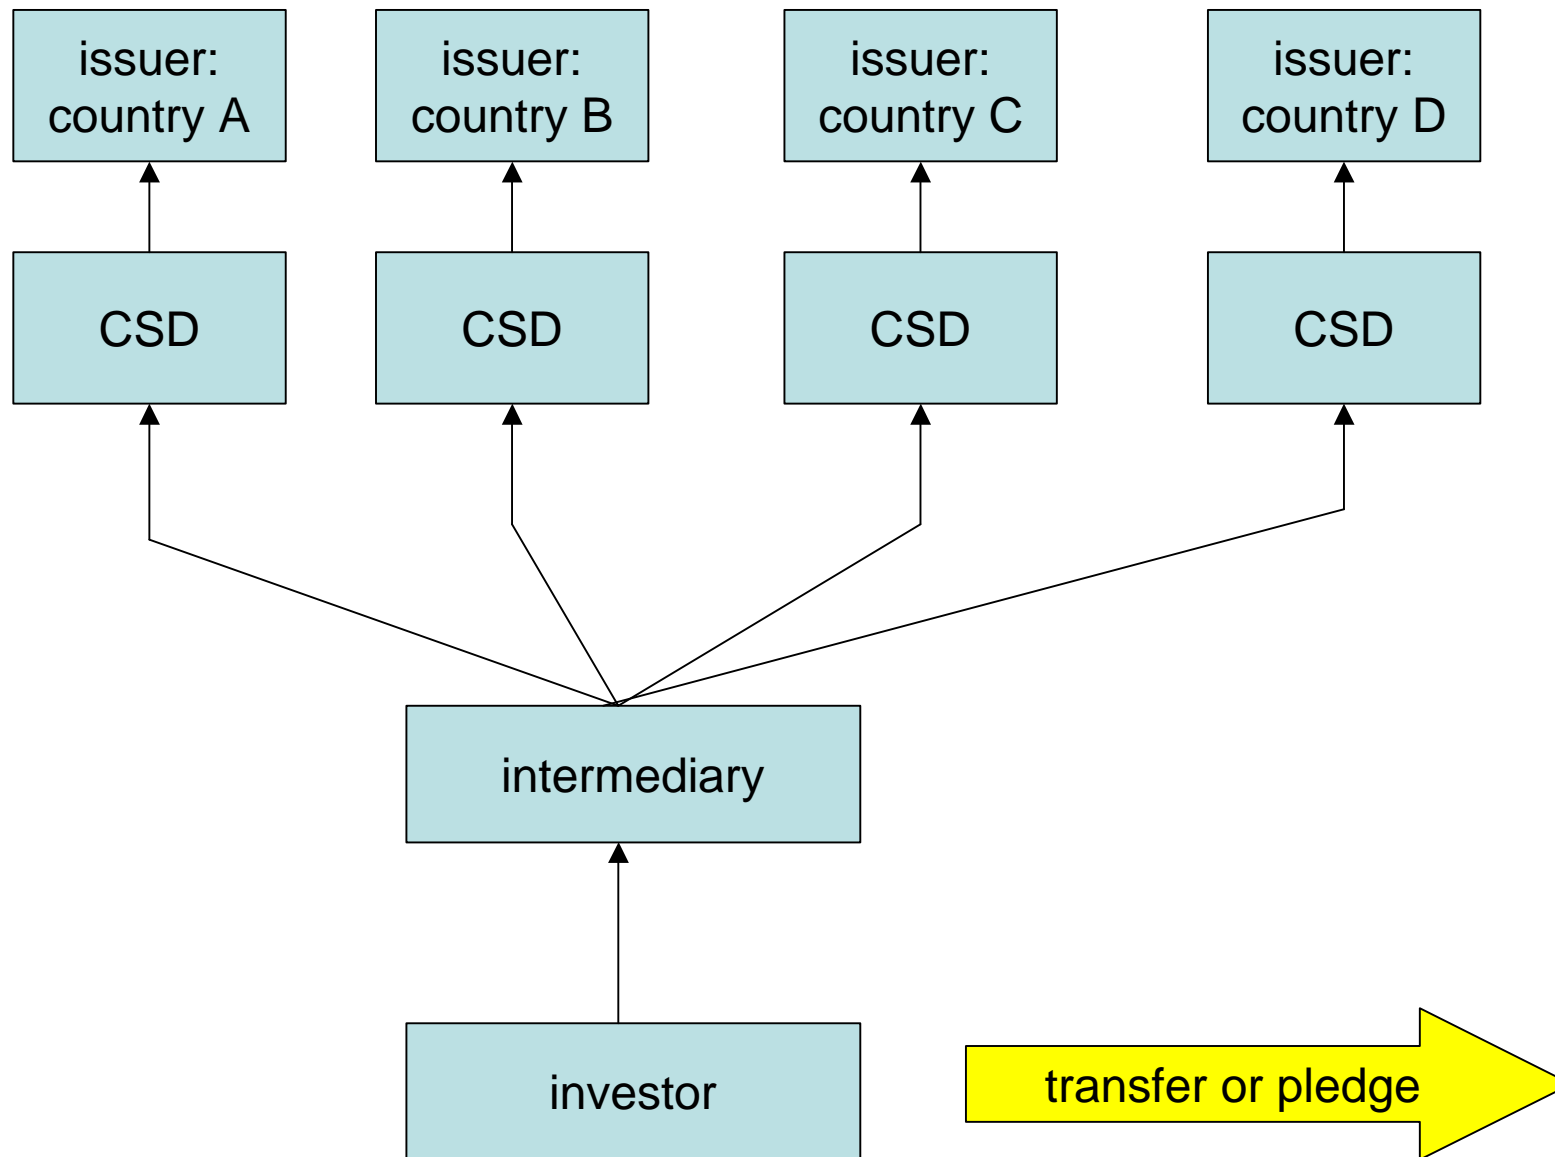 issuer:
country A
issuer:
country B
issuer:
country C
issuer:
country D
CSD
CSD
CSD
CSD
intermediary
investor
transfer or pledge